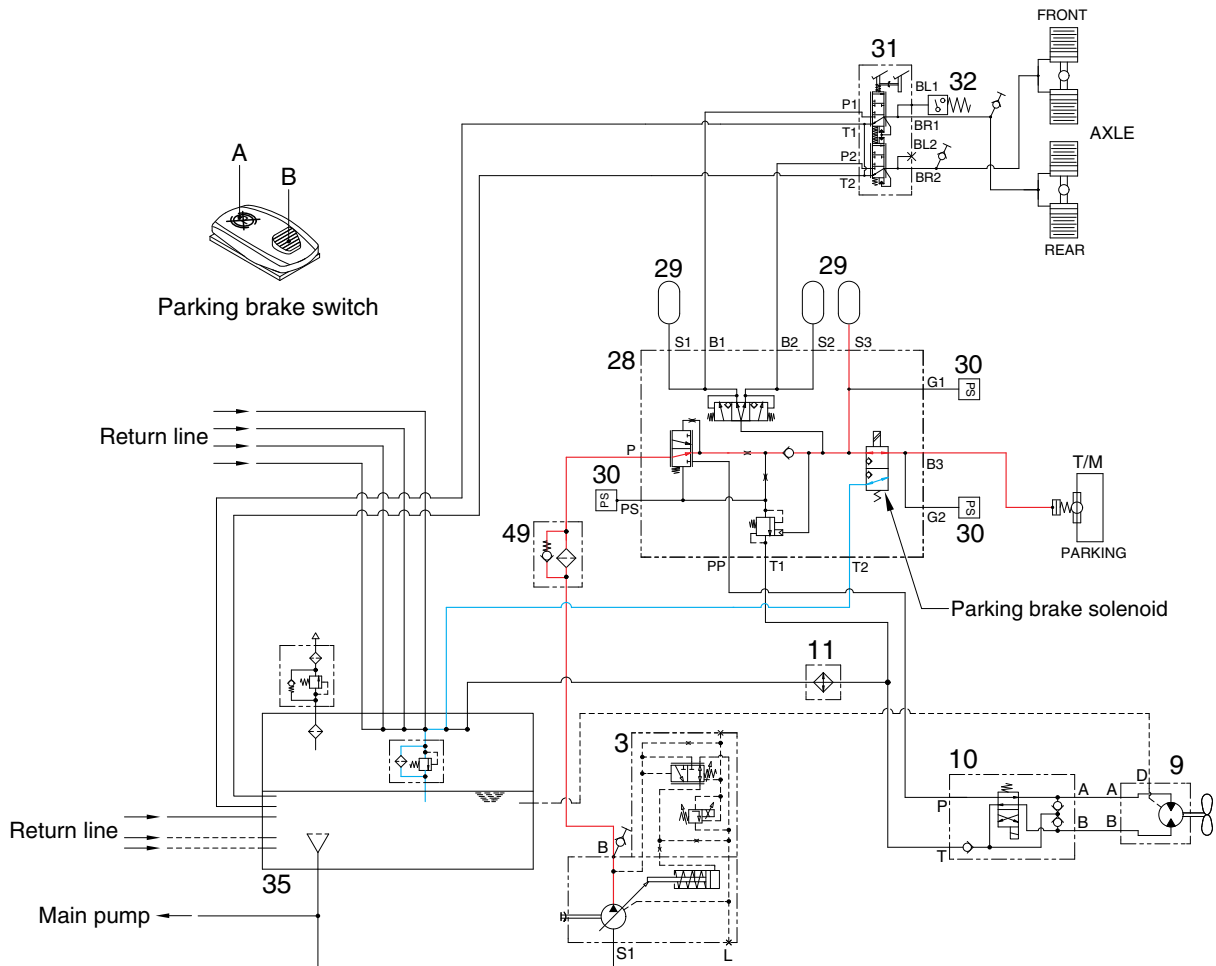 FRONT
31
BL1
32
P1
T1
BR1
BL2
AXLE
P2
T2
BR2
A
B
REAR
Parking brake switch
29
29
S1
B1
B2
S2
S3
28
G1
30
PS
Return line
P
B3
T/M
30
PS
PS
G2
PS
30
PARKING
49
PP
T1
T2
Parking brake solenoid
11
3
10
D
9
P
A
A
B
B
B
T
Return line
35
Main pump
S1
L